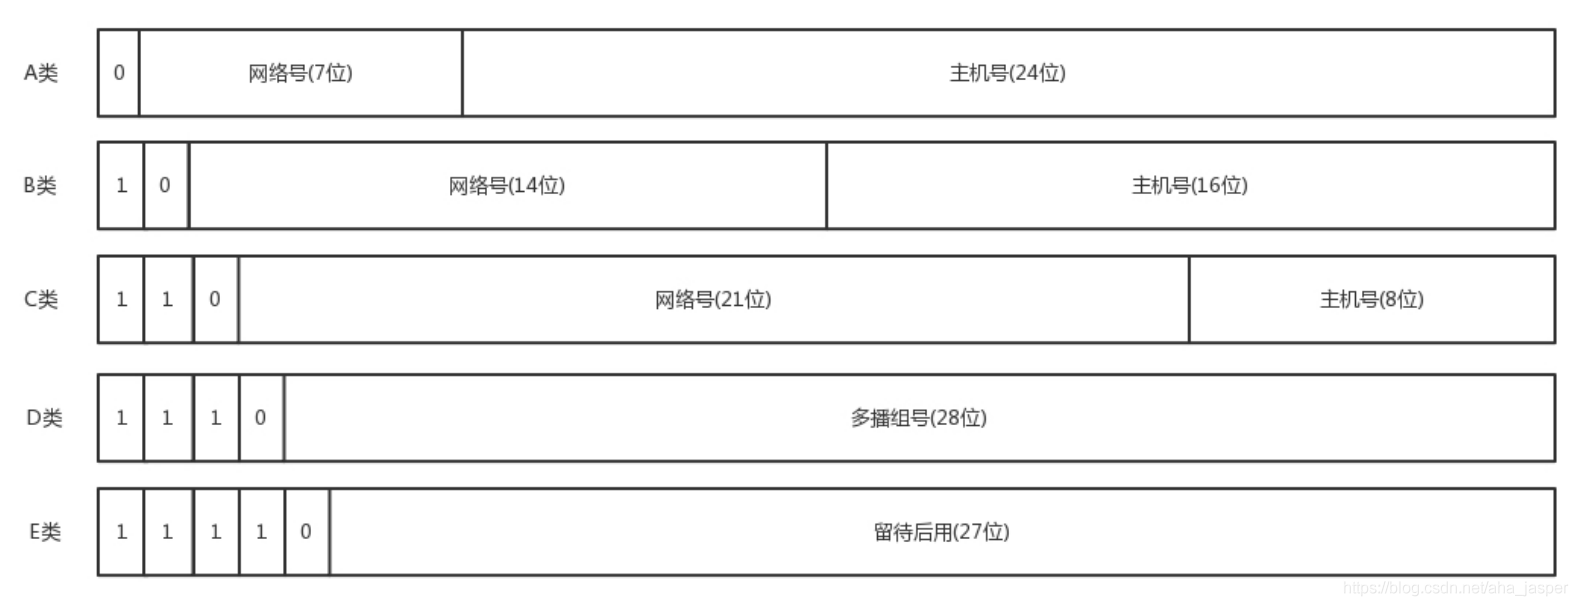 A类 0 网络号(7位) 主机号(24位)
B类 1 0 网络号(14位) 主机号(16位)
C类 1 1 0 网络号(21位) 主机号(8位)
D类 1 1 1 0 多播组号(28位)
E类 1 1 1 1 0 留待后用(27位)
https://blog.csdn.net/aha_jasper